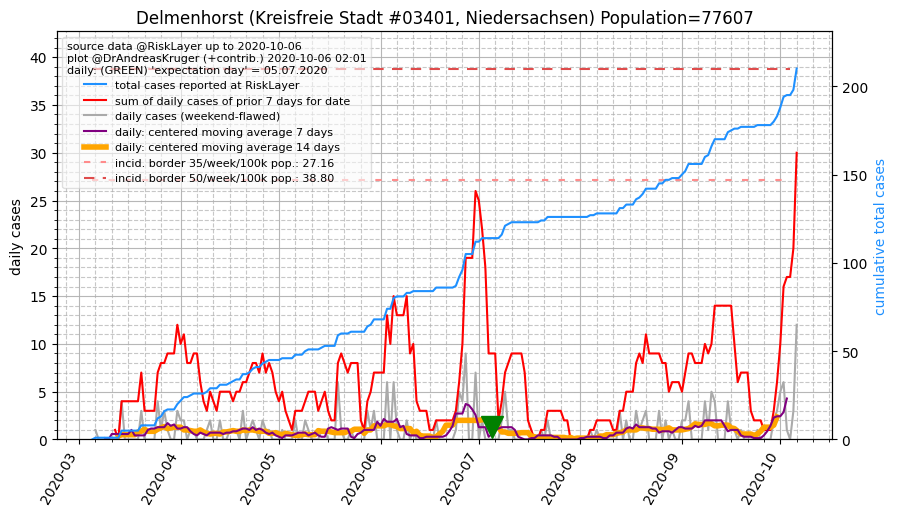 Delmenhorst (Kreisfreie Stadt #03401, Niedersachsen) Population=77607
source data @RiskLayer up to 2020-10-06
plot @DrAndreasKruger (+contrib.) 2020-10-06 02:01
daily: (GREEN) 'expectation day' = 05.07.2020
total cases reported at RiskLayer
sum of daily cases of prior 7 days for date
daily cases (weekend-flawed)
daily: centered moving average 7 days
daily: centered moving average 14 days
incid. border 35/week/100k pop.: 27.16
incid. border 50/week/100k pop.: 38.80
daily cases
40
35
30
25
20
15
10
5
0
cumulative total cases
200
150
100
50
0
2020-03
2020-04
2020-05
2020-06
2020-07
2020-08
2020-09
2020-10